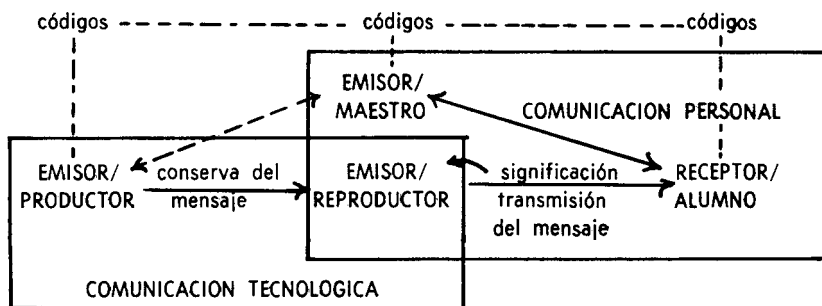 códigos códigos códigos
EMISOR/
MAESTRO
COMUNICACION PERSONAL
EMISOR/
PRODUCTOR
conserva del
mensaje
EMISOR/
REPRODUCTOR
significación
transmisión
del mensaje
RECEPTOR/
ALUMNO
COMUNICACION TECNOLOGICA